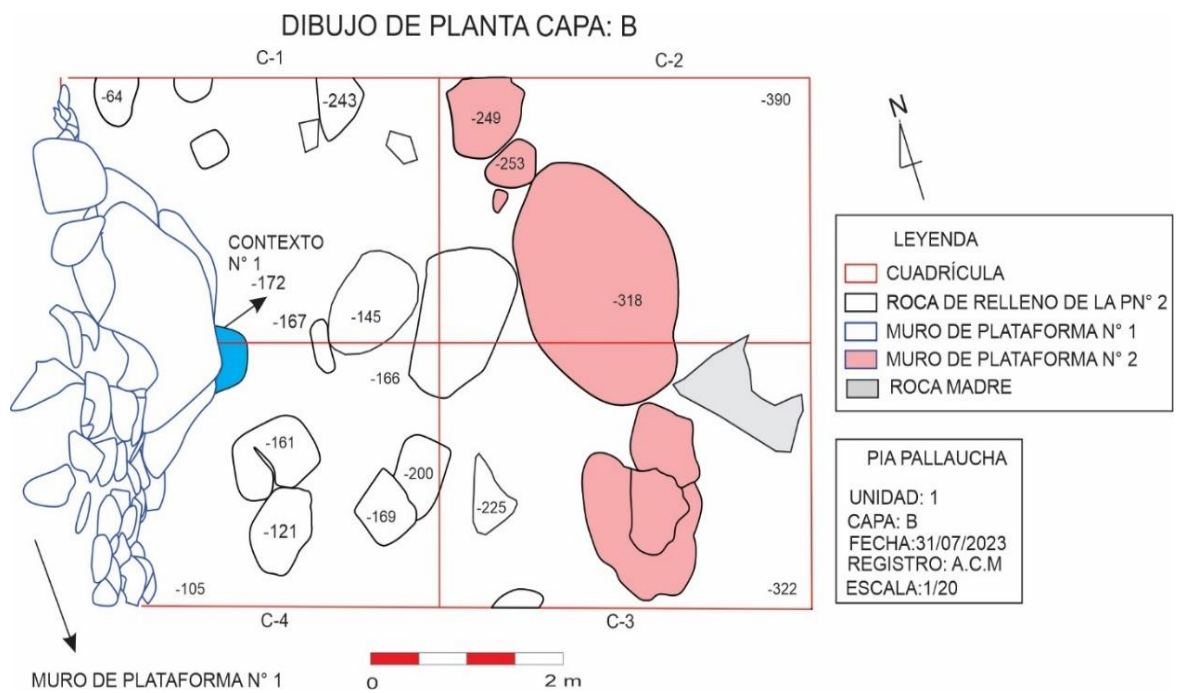 DIBUJO DE PLANTA CAPA: B
C-1
C-2
-64
-243
-249
-390
-253
N
CONTEXTO
N° 1
-172
-167
-145
-318
-166
-161
-200
-225
-169
-121
-105
-322
C-4
C-3
MURO DE PLATAFORMA N° 1
0
2 m
LEYENDA
CUADRÍCULA
ROCA DE RELLENO DE LA PN° 2
MURO DE PLATAFORMA N° 1
MURO DE PLATAFORMA N° 2
ROCA MADRE
PIA PALLAUCHA
UNIDAD: 1
CAPA: B
FECHA:31/07/2023
REGISTRO: A.C.M
ESCALA:1/20